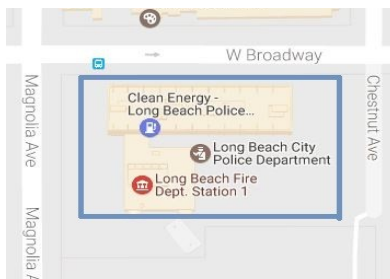 W Broadway
Magnolia Ave
Chestnut Ave
Clean Energy -
Long Beach Police...
Long Beach City
Police Department
Long Beach Fire
Dept. Station 1
Magnolia A